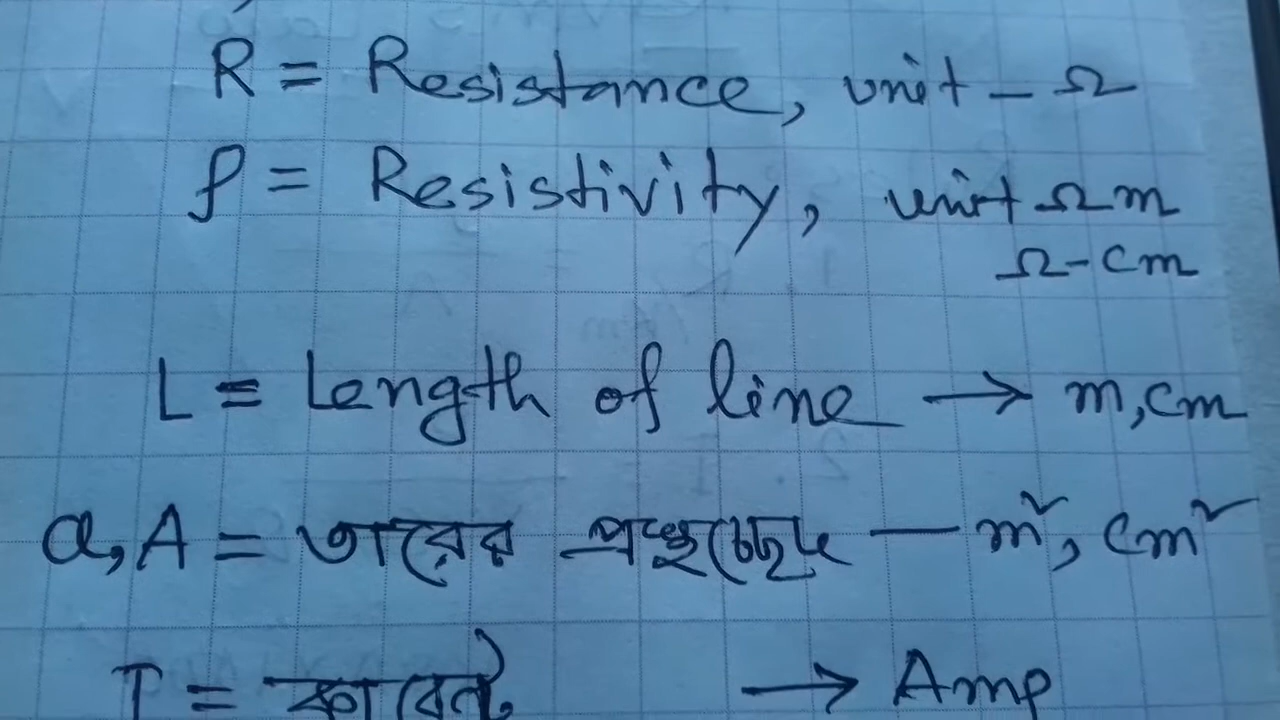 R = Resistance, unit - Ω
ρ = Resistivity, unit Ωm
Ω-cm
L = Length of line → m, cm
a, A = তারের প্রস্থচ্ছেদ — m², cm²
I = কারেন্ট → Amp